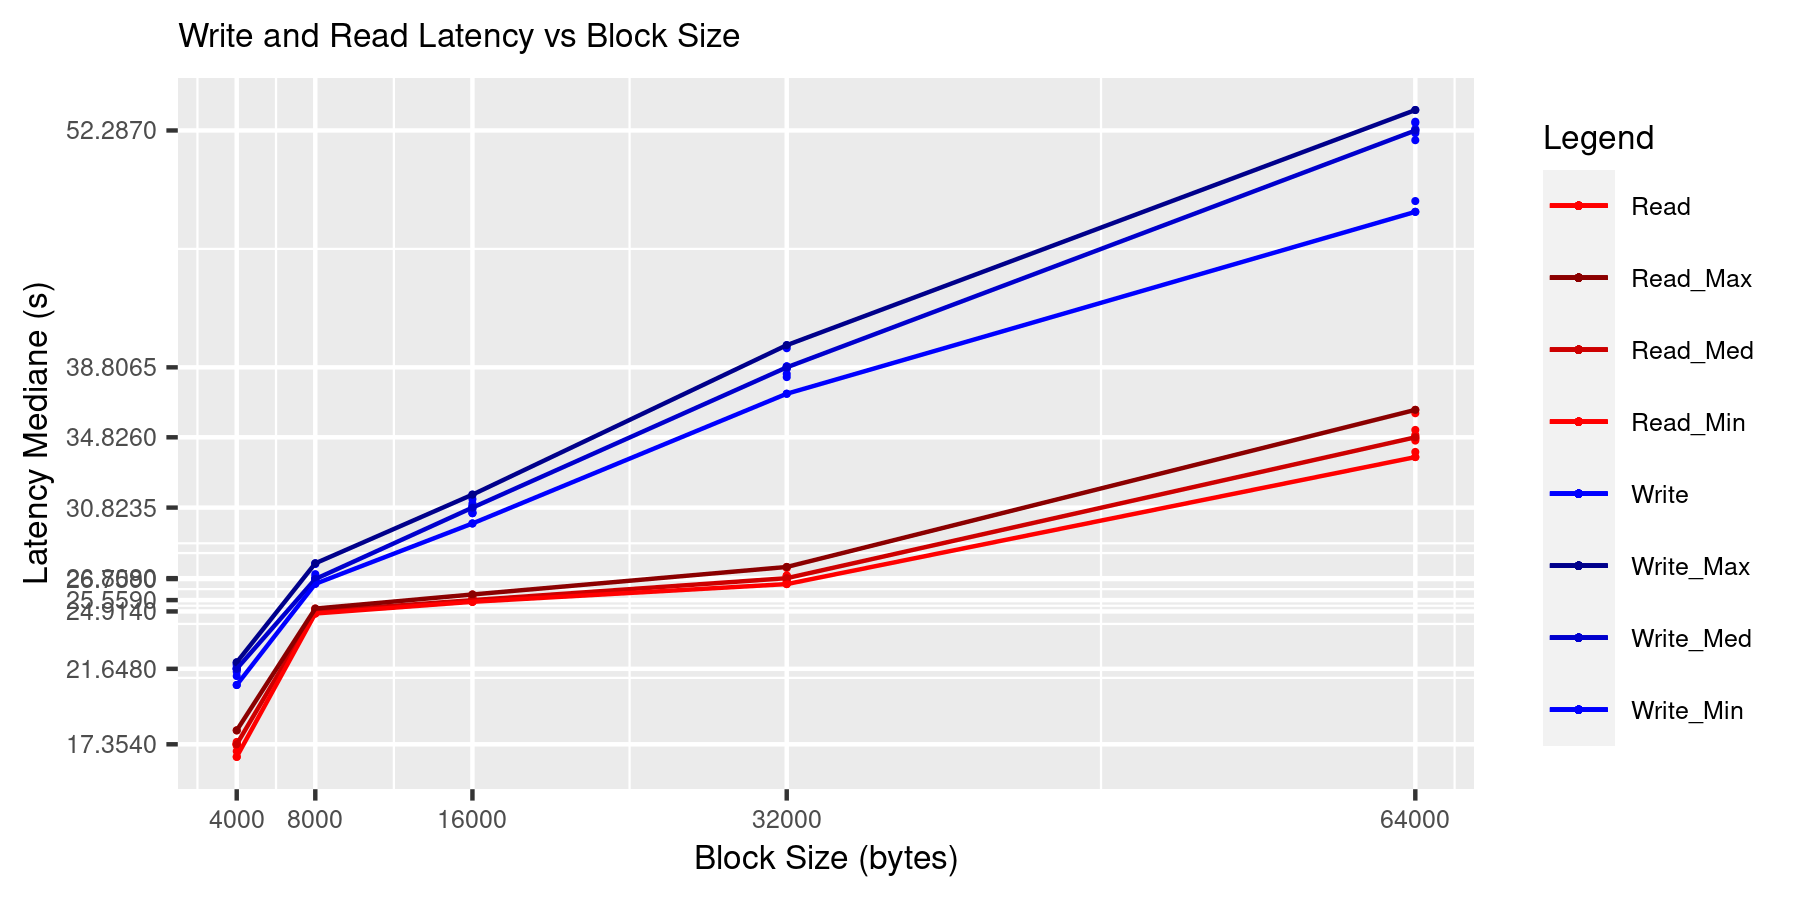 Write and Read Latency vs Block Size
Latency Mediane (s)
52.2870
38.8065
34.8260
30.8235
25.5590
24.9140
21.6480
17.3540
4000 8000 16000 32000 64000
Block Size (bytes)
Legend
Read
Read_Max
Read_Med
Read_Min
Write
Write_Max
Write_Med
Write_Min